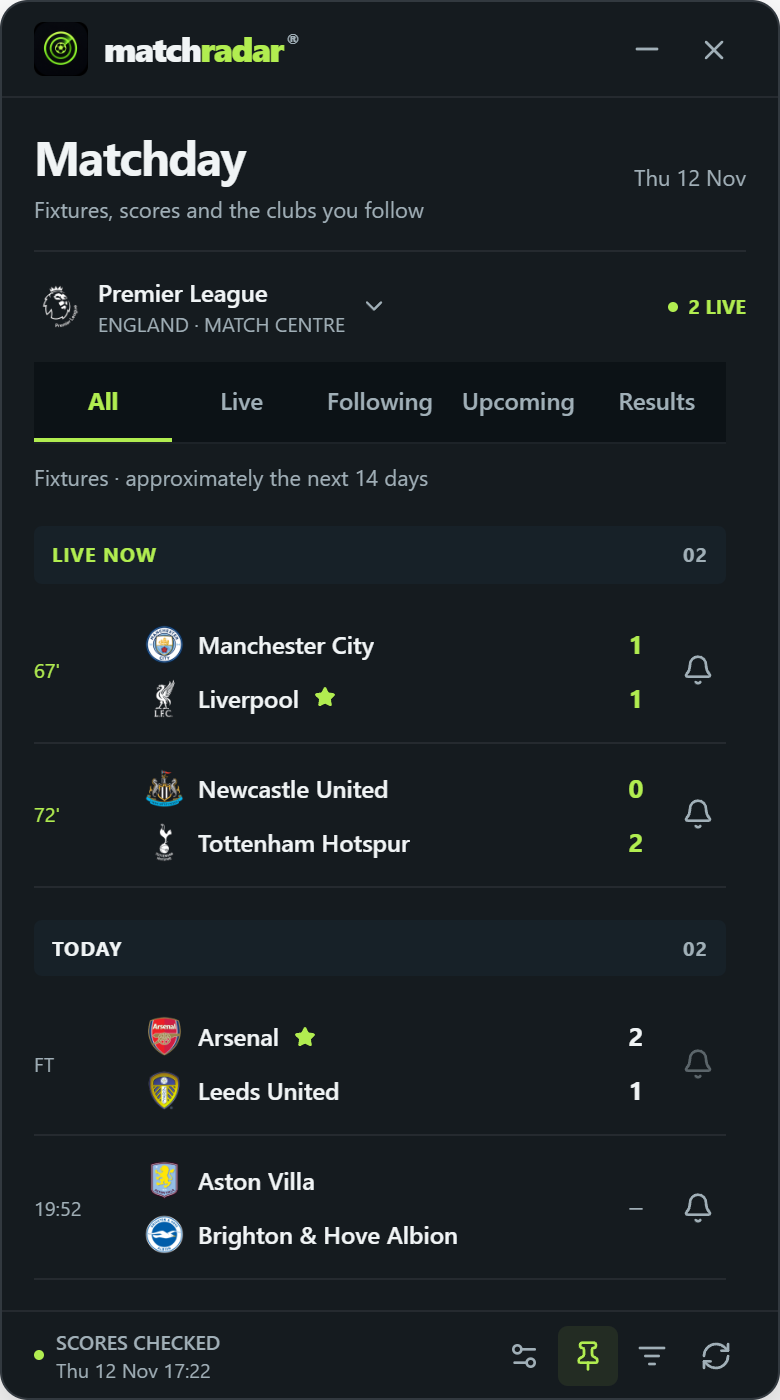 matchradar®
Matchday
Thu 12 Nov
Fixtures, scores and the clubs you follow
Premier League
ENGLAND · MATCH CENTRE
2 LIVE
All Live Following Upcoming Results
Fixtures · approximately the next 14 days
LIVE NOW 02
67'
Manchester City 1
Liverpool 1
L.F.C.
72'
Newcastle United 0
Tottenham Hotspur 2
TODAY 02
FT
Arsenal
Arsenal 2
Leeds United 1
19:52
Aston Villa
Brighton & Hove Albion
–
SCORES CHECKED
Thu 12 Nov 17:22